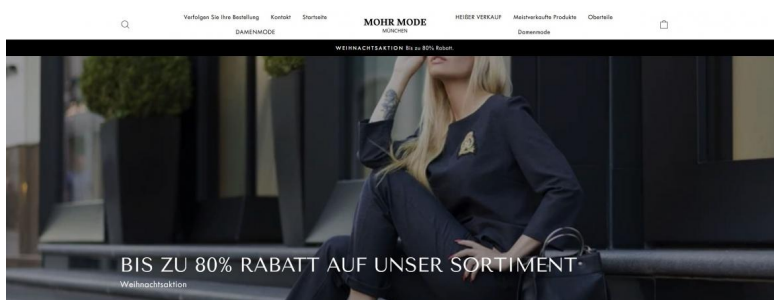 Verfolgen Sie Ihre Bestellung Kontakt Startseite
DAMENMODE
MOHR MODE
MÜNCHEN
HEIßER VERKAUF Meistverkaufte Produkte Oberteile
Damenmode
WEIHNACHTSAKTION Bis zu 80% Rabatt.
BIS ZU 80% RABATT AUF UNSER SORTIMENT
Weihnachtsaktion